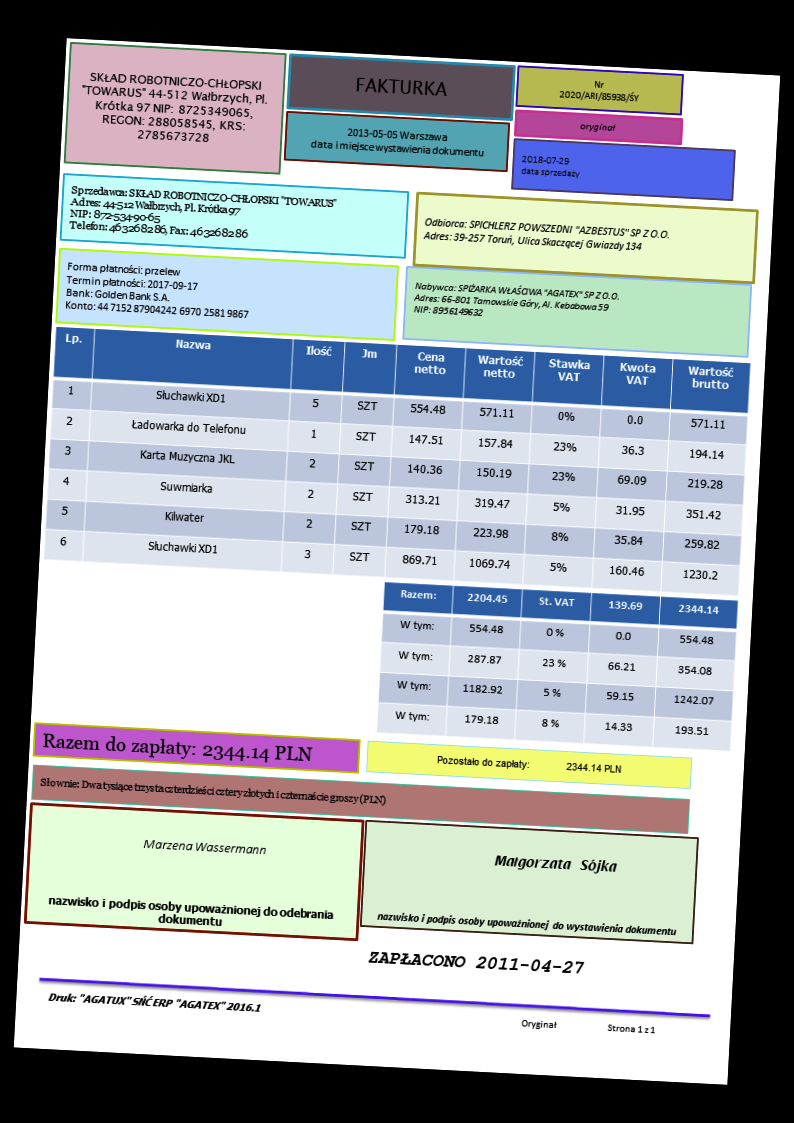 SKŁAD ROBOTNICZO-CHŁOPSKI
"TOWARUS" 44-512 Wałbrzych, Pl.
Krótka 97 NIP: 8725349065,
REGON: 288058545, KRS:
2785673728
FAKTURKA
2013-05-05 Warszawa
data i miejsce wystawienia dokumentu
Nr
2020/ARI/85938/ŚY
oryginał
2018-07-29
data sprzedaży
Sprzedawca: SKŁAD ROBOTNICZO-CHŁOPSKI "TOWARUS"
Adres: 44-512 Wałbrzych, Pl. Krótka 97
NIP: 872-534-90-65
Telefon: 463268286, Fax: 463268286
Odbiorca: SPICHLERZ POWSZEDNI "AZBESTUS" SP Z O.O.
Adres: 39-257 Toruń, Ulica Skaczącej Gwiazdy 134
Forma płatności: przelew
Termin płatności: 2017-09-17
Bank: Golden Bank S.A.
Konto: 44 7152 87904242 6970 2581 9867
Nabywca: SPIŻARKA WŁAŚCIWA "AGATEX" SP Z O.O.
Adres: 66-801 Tarnowskie Góry, Al. Kebabowa 59
NIP: 8956149632
Lp. Nazwa Ilość Jm Cena netto Wartość netto Stawka VAT Kwota VAT Wartość brutto
1 Słuchawki XD1 5 SZT 554.48 571.11 0% 0.0 571.11
2 Ładowarka do Telefonu 1 SZT 147.51 157.84 23% 36.3 194.14
3 Karta Muzyczna JKL 2 SZT 140.36 150.19 23% 69.09 219.28
4 Suwmiarka 2 SZT 313.21 319.47 5% 31.95 351.42
5 Kilwater 2 SZT 179.18 223.98 8% 35.84 259.82
6 Słuchawki XD1 3 SZT 869.71 1069.74 5% 160.46 1230.2
Razem: 2204.45 St. VAT 139.69 2344.14
W tym: 554.48 0 % 0.0 554.48
W tym: 287.87 23 % 66.21 354.08
W tym: 1182.92 5 % 59.15 1242.07
W tym: 179.18 8 % 14.33 193.51
Razem do zapłaty: 2344.14 PLN
Pozostało do zapłaty: 2344.14 PLN
Słownie: Dwa tysiące trzysta czterdzieści cztery złotych i czternaście groszy (PLN)
Marzena Wassermann
nazwisko i podpis osoby upoważnionej do odebrania
dokumentu
Małgorzata Sójka
nazwisko i podpis osoby upoważnionej do wystawienia dokumentu
ZAPŁACONO 2011-04-27
Druk: "AGATUX" SŃĆ ERP "AGATEX" 2016.1
Oryginał
Strona 1 z 1